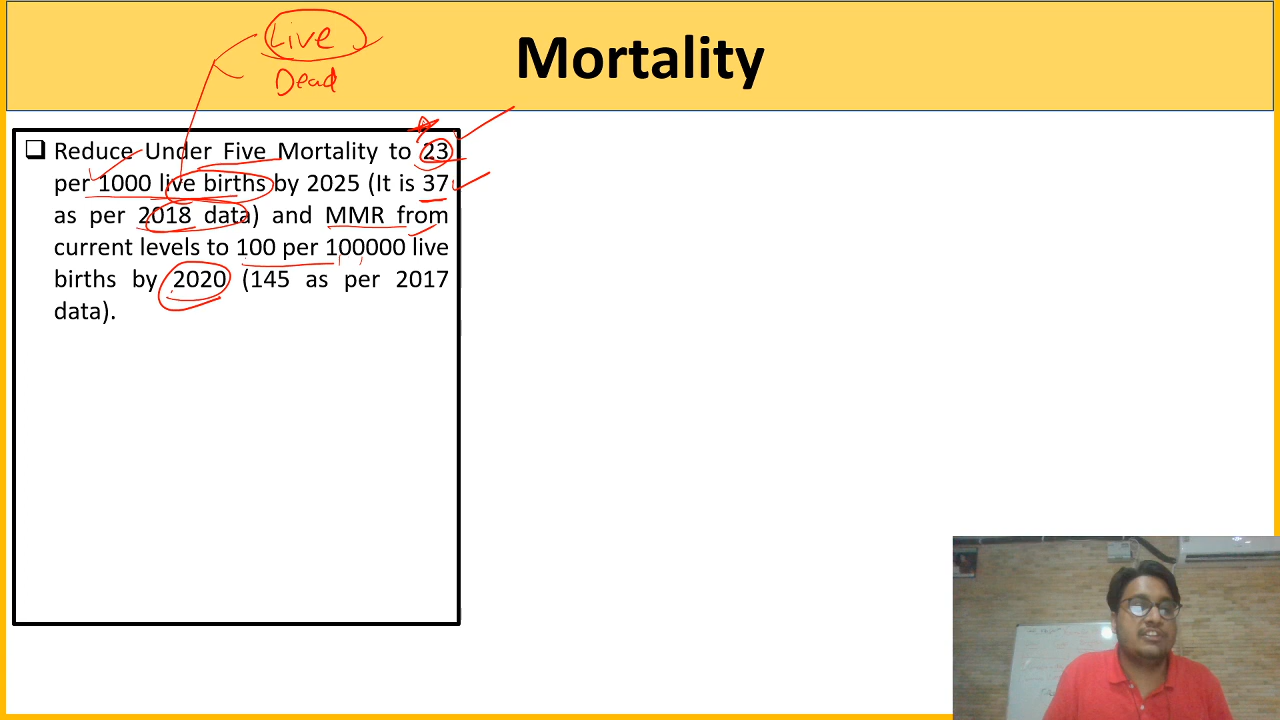 Live
Dead
Mortality
❑ Reduce Under Five Mortality to 23
per 1000 live births by 2025 (It is 37
as per 2018 data) and MMR from
current levels to 100 per 100000 live
births by 2020 (145 as per 2017
data).